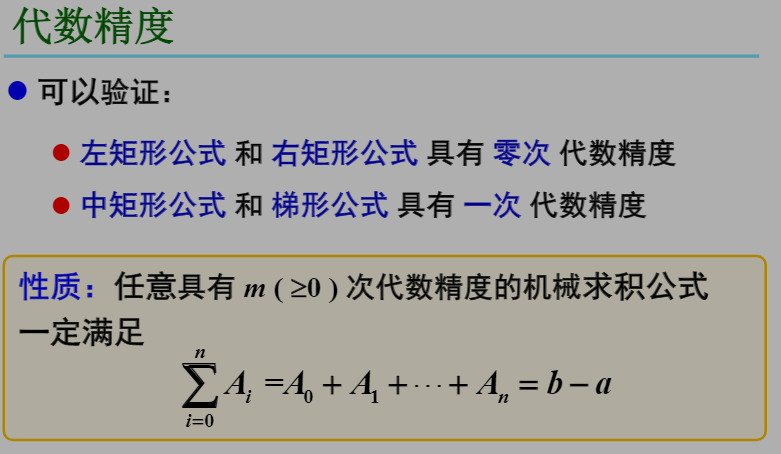 代数精度
可以验证：
左矩形公式 和 右矩形公式 具有 零次 代数精度
中矩形公式 和 梯形公式 具有 一次 代数精度
性质：任意具有 m ( ≥0 ) 次代数精度的机械求积公式
一定满足
∑_{i=0}^{n} A_i = A_0 + A_1 + ⋯ + A_n = b − a